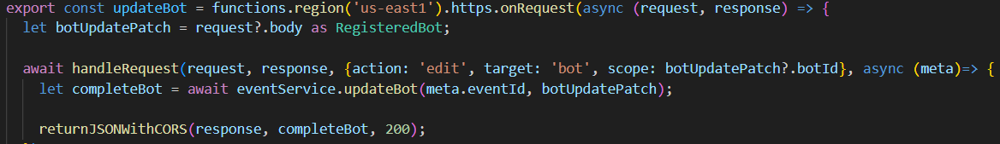 export const updateBot = functions.region('us-east1').https.onRequest(async (request, response) => {
let botUpdatePatch = request?.body as RegisteredBot;
await handleRequest(request, response, {action: 'edit', target: 'bot', scope: botUpdatePatch?.botId}, async (meta)=> {
let completeBot = await eventService.updateBot(meta.eventId, botUpdatePatch);
returnJSONWithCORS(response, completeBot, 200);